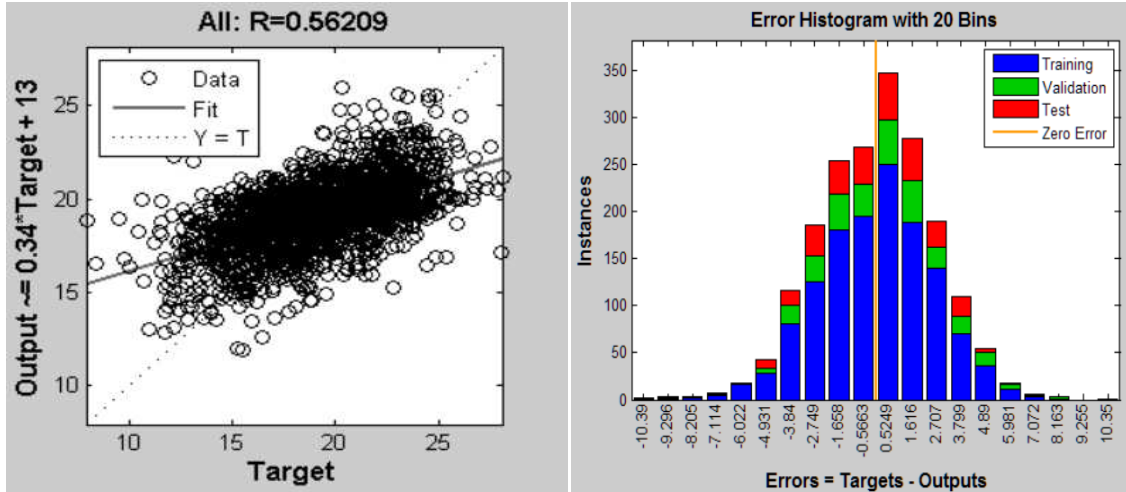 All: R=0.56209
Output ~= 0.34*Target + 13
Data
Fit
Y = T
25
20
15
10
10
15
20
25
Target
Error Histogram with 20 Bins
Instances
350
300
250
200
150
100
50
0
Training
Validation
Test
Zero Error
-10.39
-9.296
-8.205
-7.114
-6.022
-4.931
-3.84
-2.749
-1.658
-0.5663
0.5249
1.616
2.707
3.799
4.89
5.981
7.072
8.163
9.255
10.35
Errors = Targets - Outputs